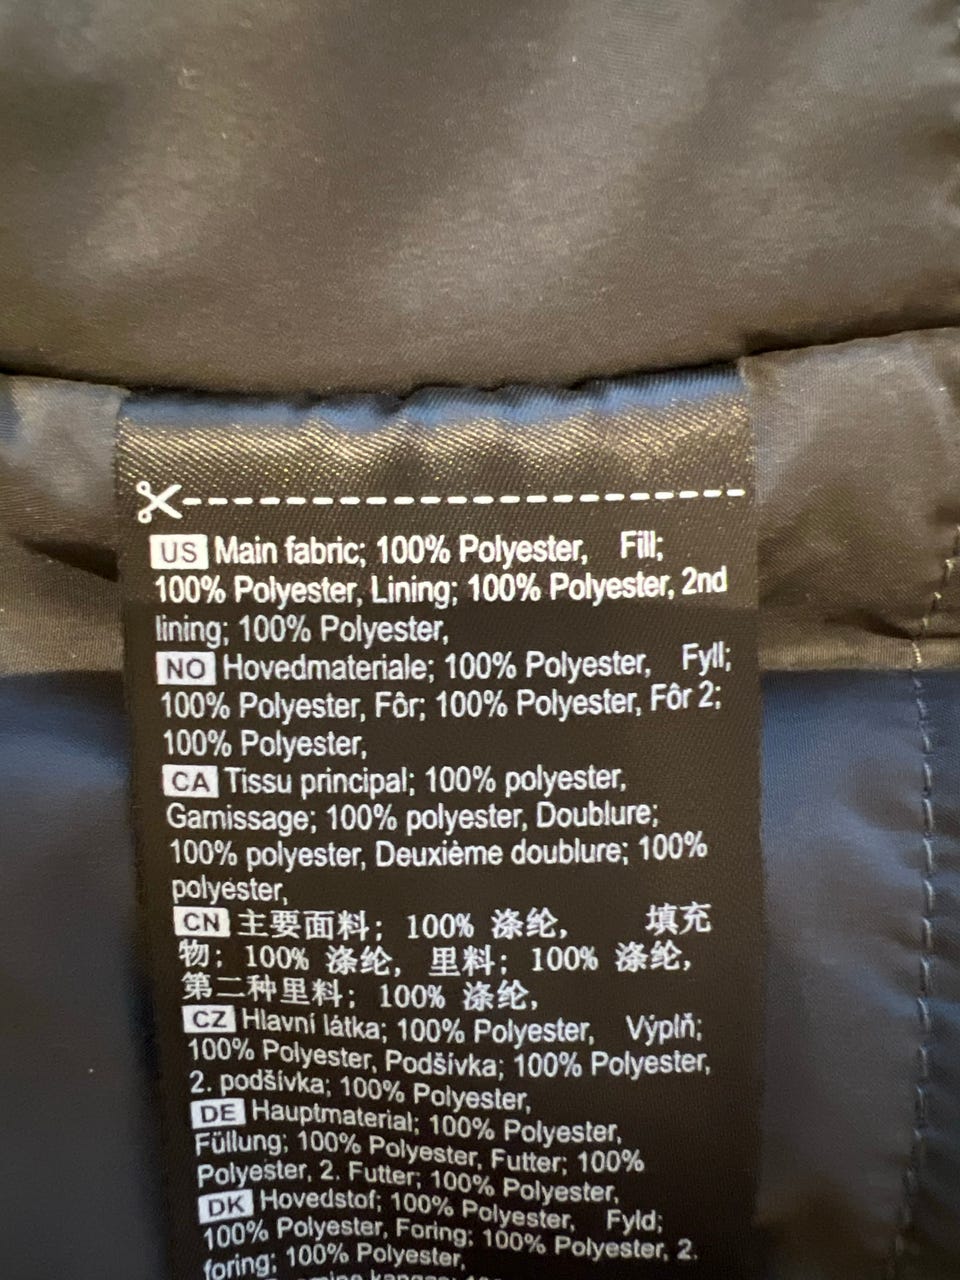 US Main fabric; 100% Polyester, Fill;
100% Polyester, Lining; 100% Polyester, 2nd
lining; 100% Polyester,
NO Hovedmateriale; 100% Polyester, Fyll;
100% Polyester, Fôr; 100% Polyester, Fôr 2;
100% Polyester,
CA Tissu principal; 100% polyester,
Garnissage; 100% polyester, Doublure;
100% polyester, Deuxième doublure; 100%
polyester,
CN 主要面料; 100% 涤纶, 填充
物; 100% 涤纶, 里料; 100% 涤纶,
第二种里料; 100% 涤纶,
CZ Hlavní látka; 100% Polyester, Výplň;
100% Polyester, Podšívka; 100% Polyester,
2. podšívka; 100% Polyester,
DE Hauptmaterial; 100% Polyester,
Füllung; 100% Polyester, Futter; 100%
Polyester, 2. Futter; 100% Polyester,
DK Hovedstof; 100% Polyester, Fyld;
100% Polyester, Foring; 100% Polyester, 2.
foring; 100% Polyester,